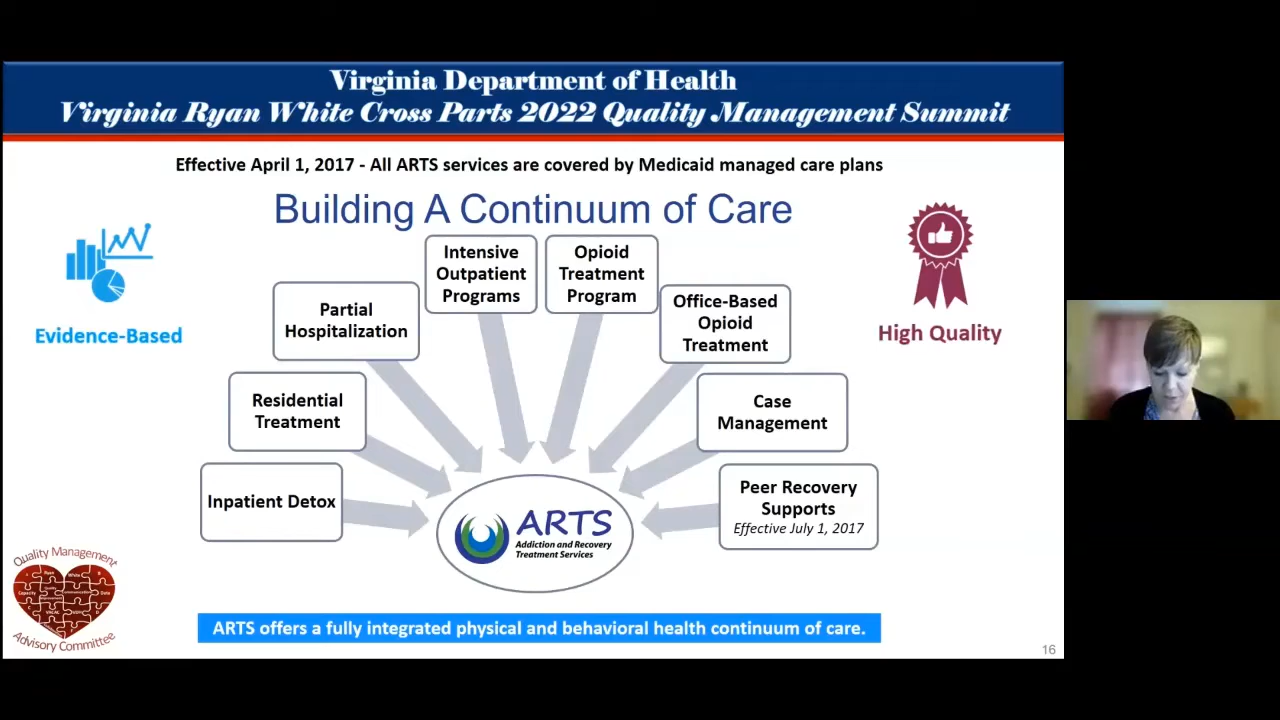 Virginia Department of Health
Virginia Ryan White Cross Parts 2022 Quality Management Summit
Effective April 1, 2017 - All ARTS services are covered by Medicaid managed care plans
Building A Continuum of Care
Evidence-Based
High Quality
Inpatient Detox
Residential
Treatment
Partial
Hospitalization
Intensive
Outpatient
Programs
Opioid
Treatment
Program
Office-Based
Opioid
Treatment
Case
Management
Peer Recovery
Supports
Effective July 1, 2017
ARTS
Addiction and Recovery
Treatment Services
Quality Management
Advisory Committee
ARTS offers a fully integrated physical and behavioral health continuum of care.
16